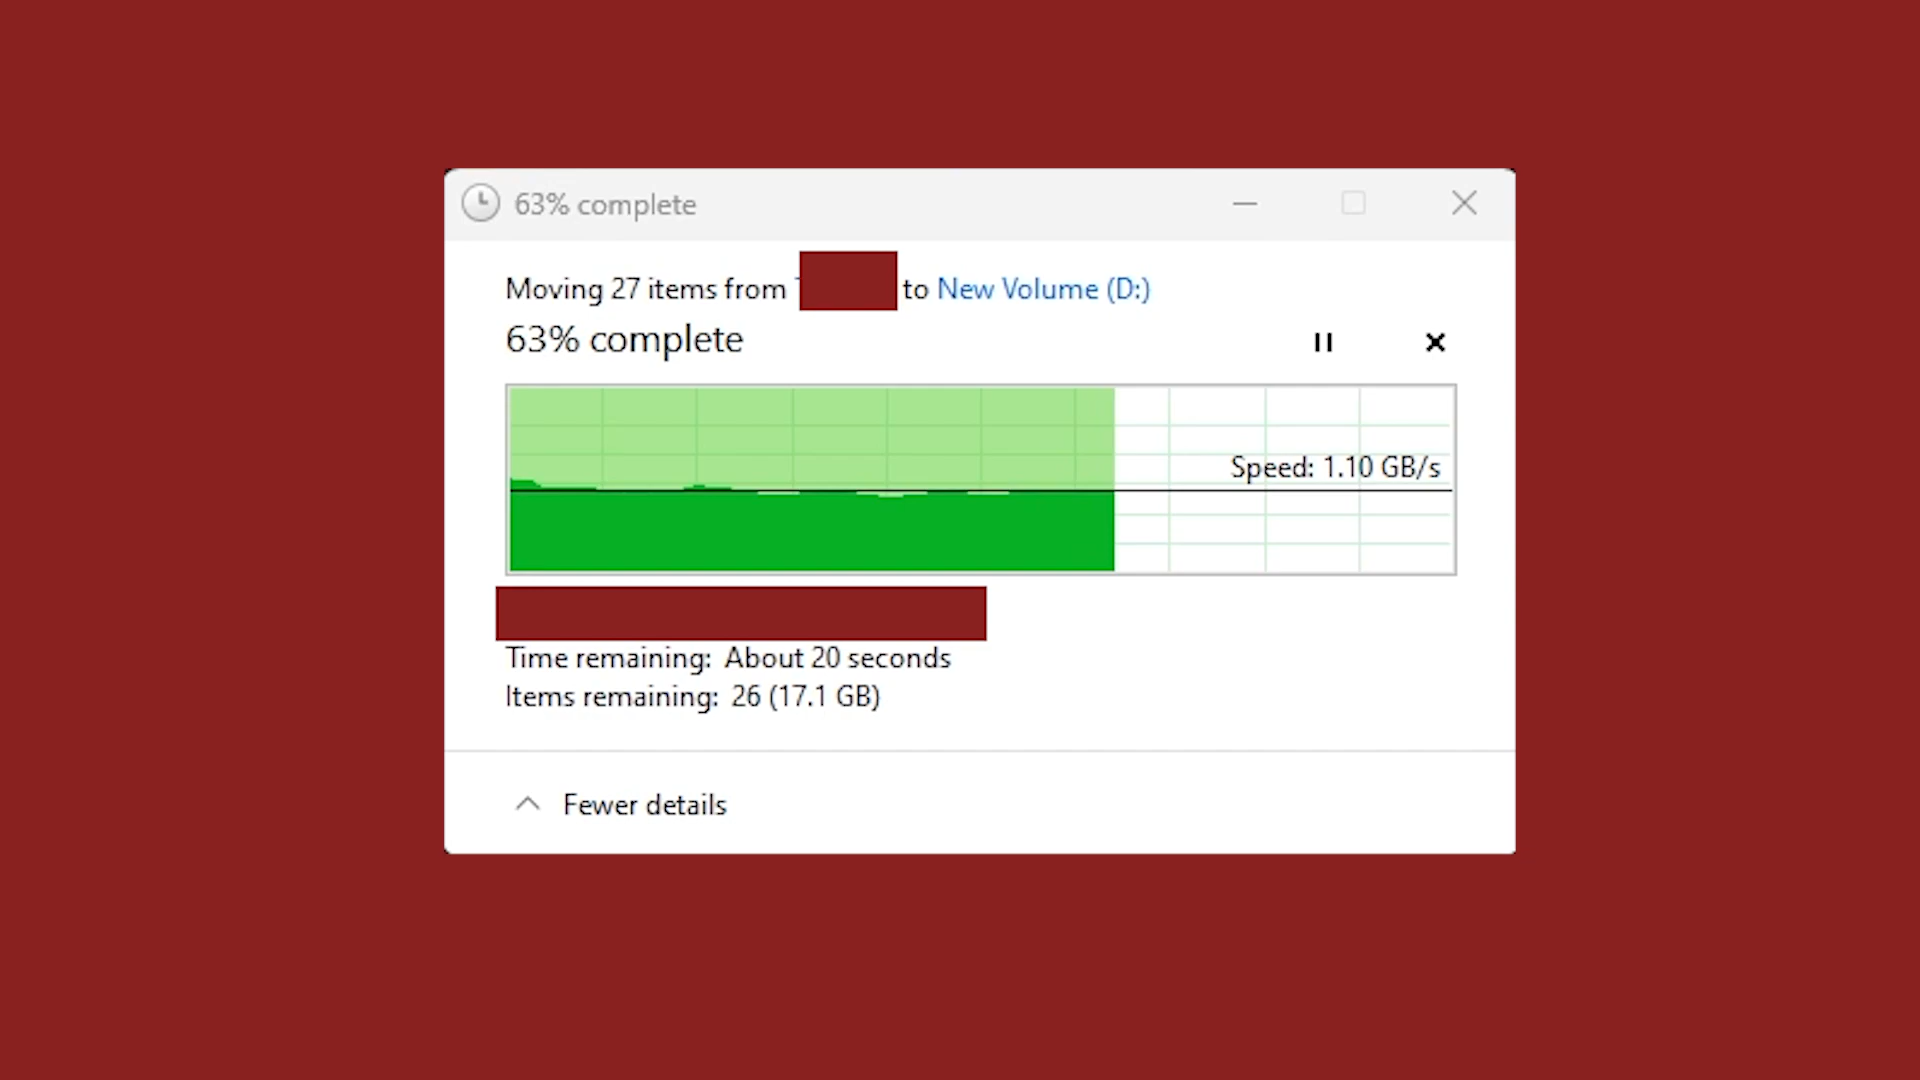 63% complete
Moving 27 items from to New Volume (D:)
63% complete
Speed: 1.10 GB/s
Time remaining: About 20 seconds
Items remaining: 26 (17.1 GB)
Fewer details